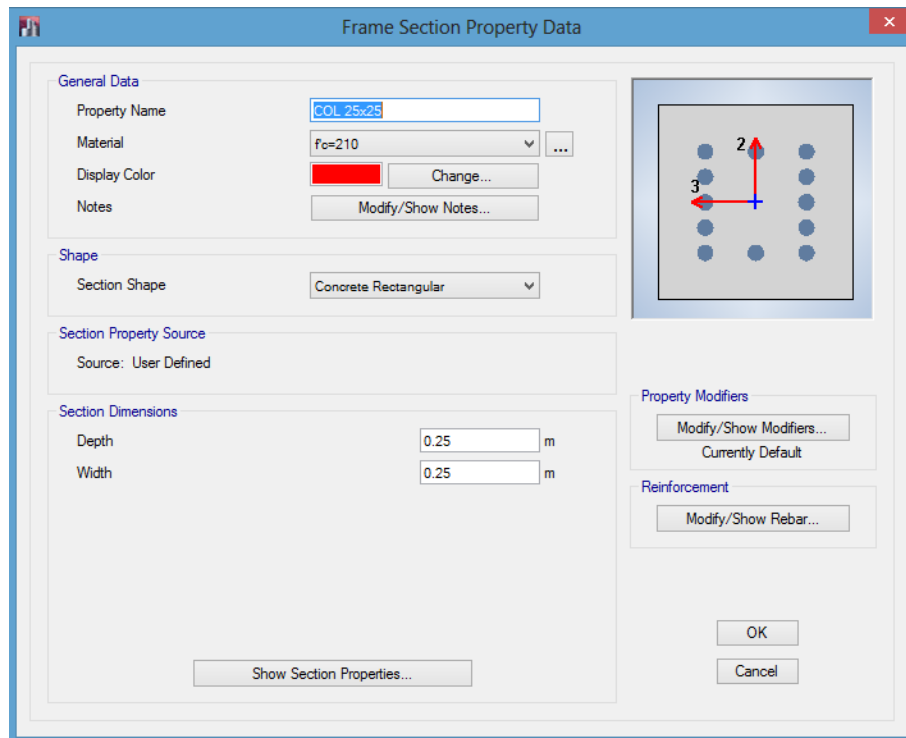 Frame Section Property Data
General Data
Property Name COL 25x25
Material f'c=210 ...
Display Color Change...
Notes Modify/Show Notes...
2
3
Shape
Section Shape Concrete Rectangular
Section Property Source
Source: User Defined
Section Dimensions
Depth 0.25 m
Width 0.25 m
Show Section Properties...
Property Modifiers
Modify/Show Modifiers...
Currently Default
Reinforcement
Modify/Show Rebar...
OK
Cancel